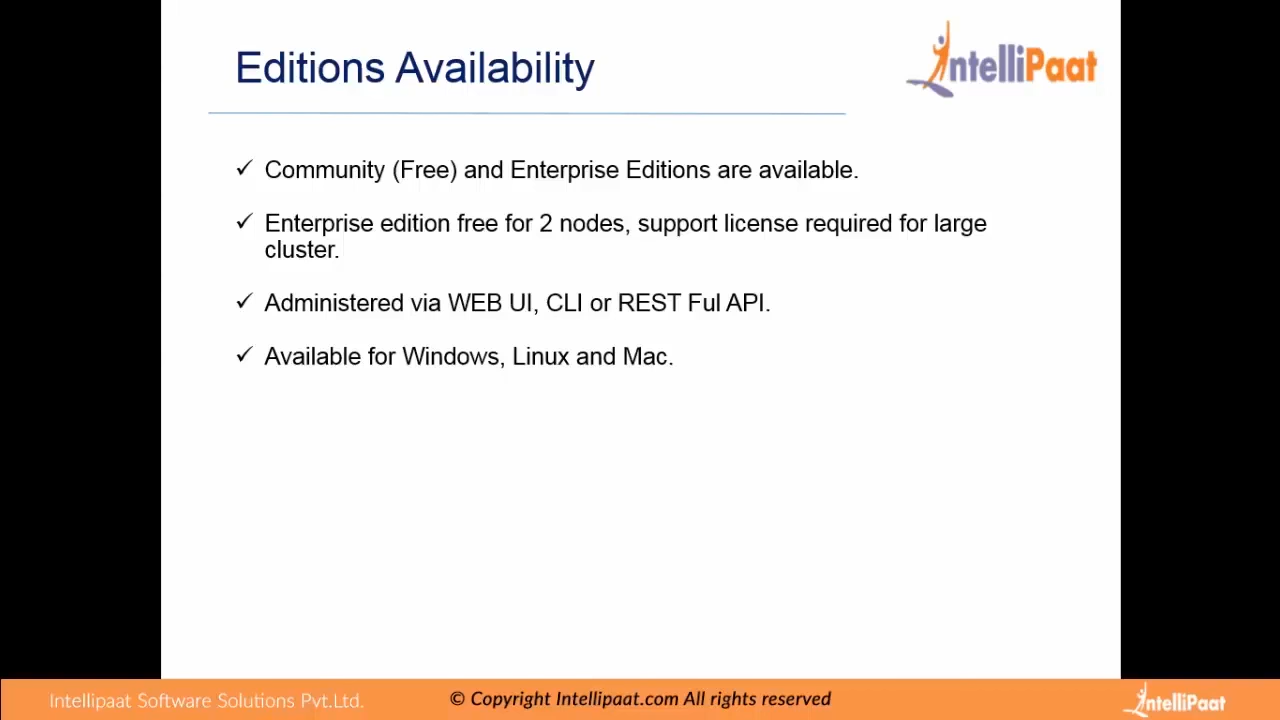 Editions Availability
IntelliPaat
✓ Community (Free) and Enterprise Editions are available.
✓ Enterprise edition free for 2 nodes, support license required for large
cluster.
✓ Administered via WEB UI, CLI or REST Ful API.
✓ Available for Windows, Linux and Mac.
Intellipaat Software Solutions Pvt.Ltd.
© Copyright Intellipaat.com All rights reserved
IntelliPaat